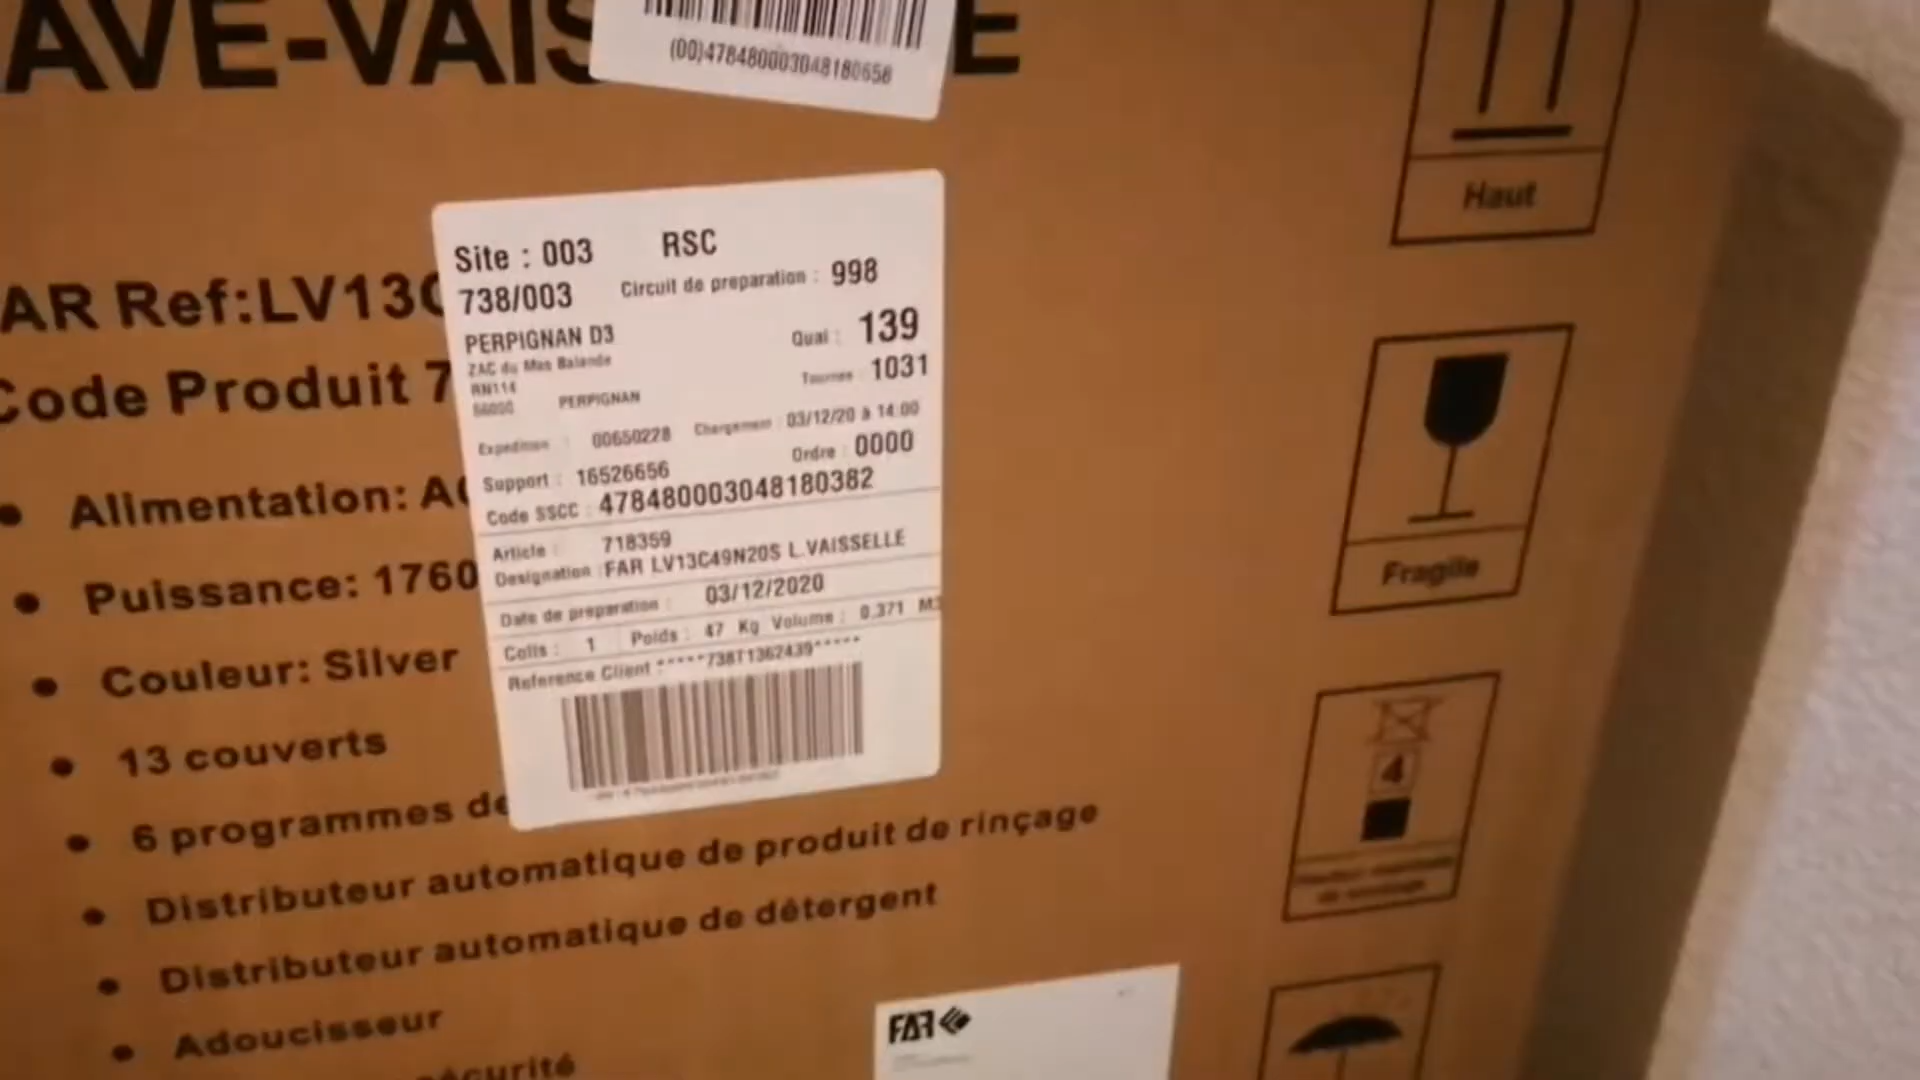 AVE-VAIS E
(00)478480003048180656
Site : 003 RSC
738/003 Circuit de preparation : 998
PERPIGNAN D3 Quai : 139
ZAC du Mas Balande
RN114 Tournee 1031
66000 PERPIGNAN
Expedition : 00650228 Chargement : 03/12/20 à 14:00
Support : 16526656 Ordre : 0000
Code SSCC : 478480003048180382
Article : 718359
Designation : FAR LV13C49N20S L.VAISSELLE
Date de preparation : 03/12/2020
Colis : 1 Poids : 47 Kg Volume : 0.371 M3
Reference Client : *****738T1362439*****
AR Ref:LV13C
Code Produit 7
• Alimentation: A
• Puissance: 1760
• Couleur: Silver
• 13 couverts
• 6 programmes de
• Distributeur automatique de produit de rinçage
• Distributeur automatique de détergent
• Adoucisseur
sécurité
Haut
Fragile
4
FAR